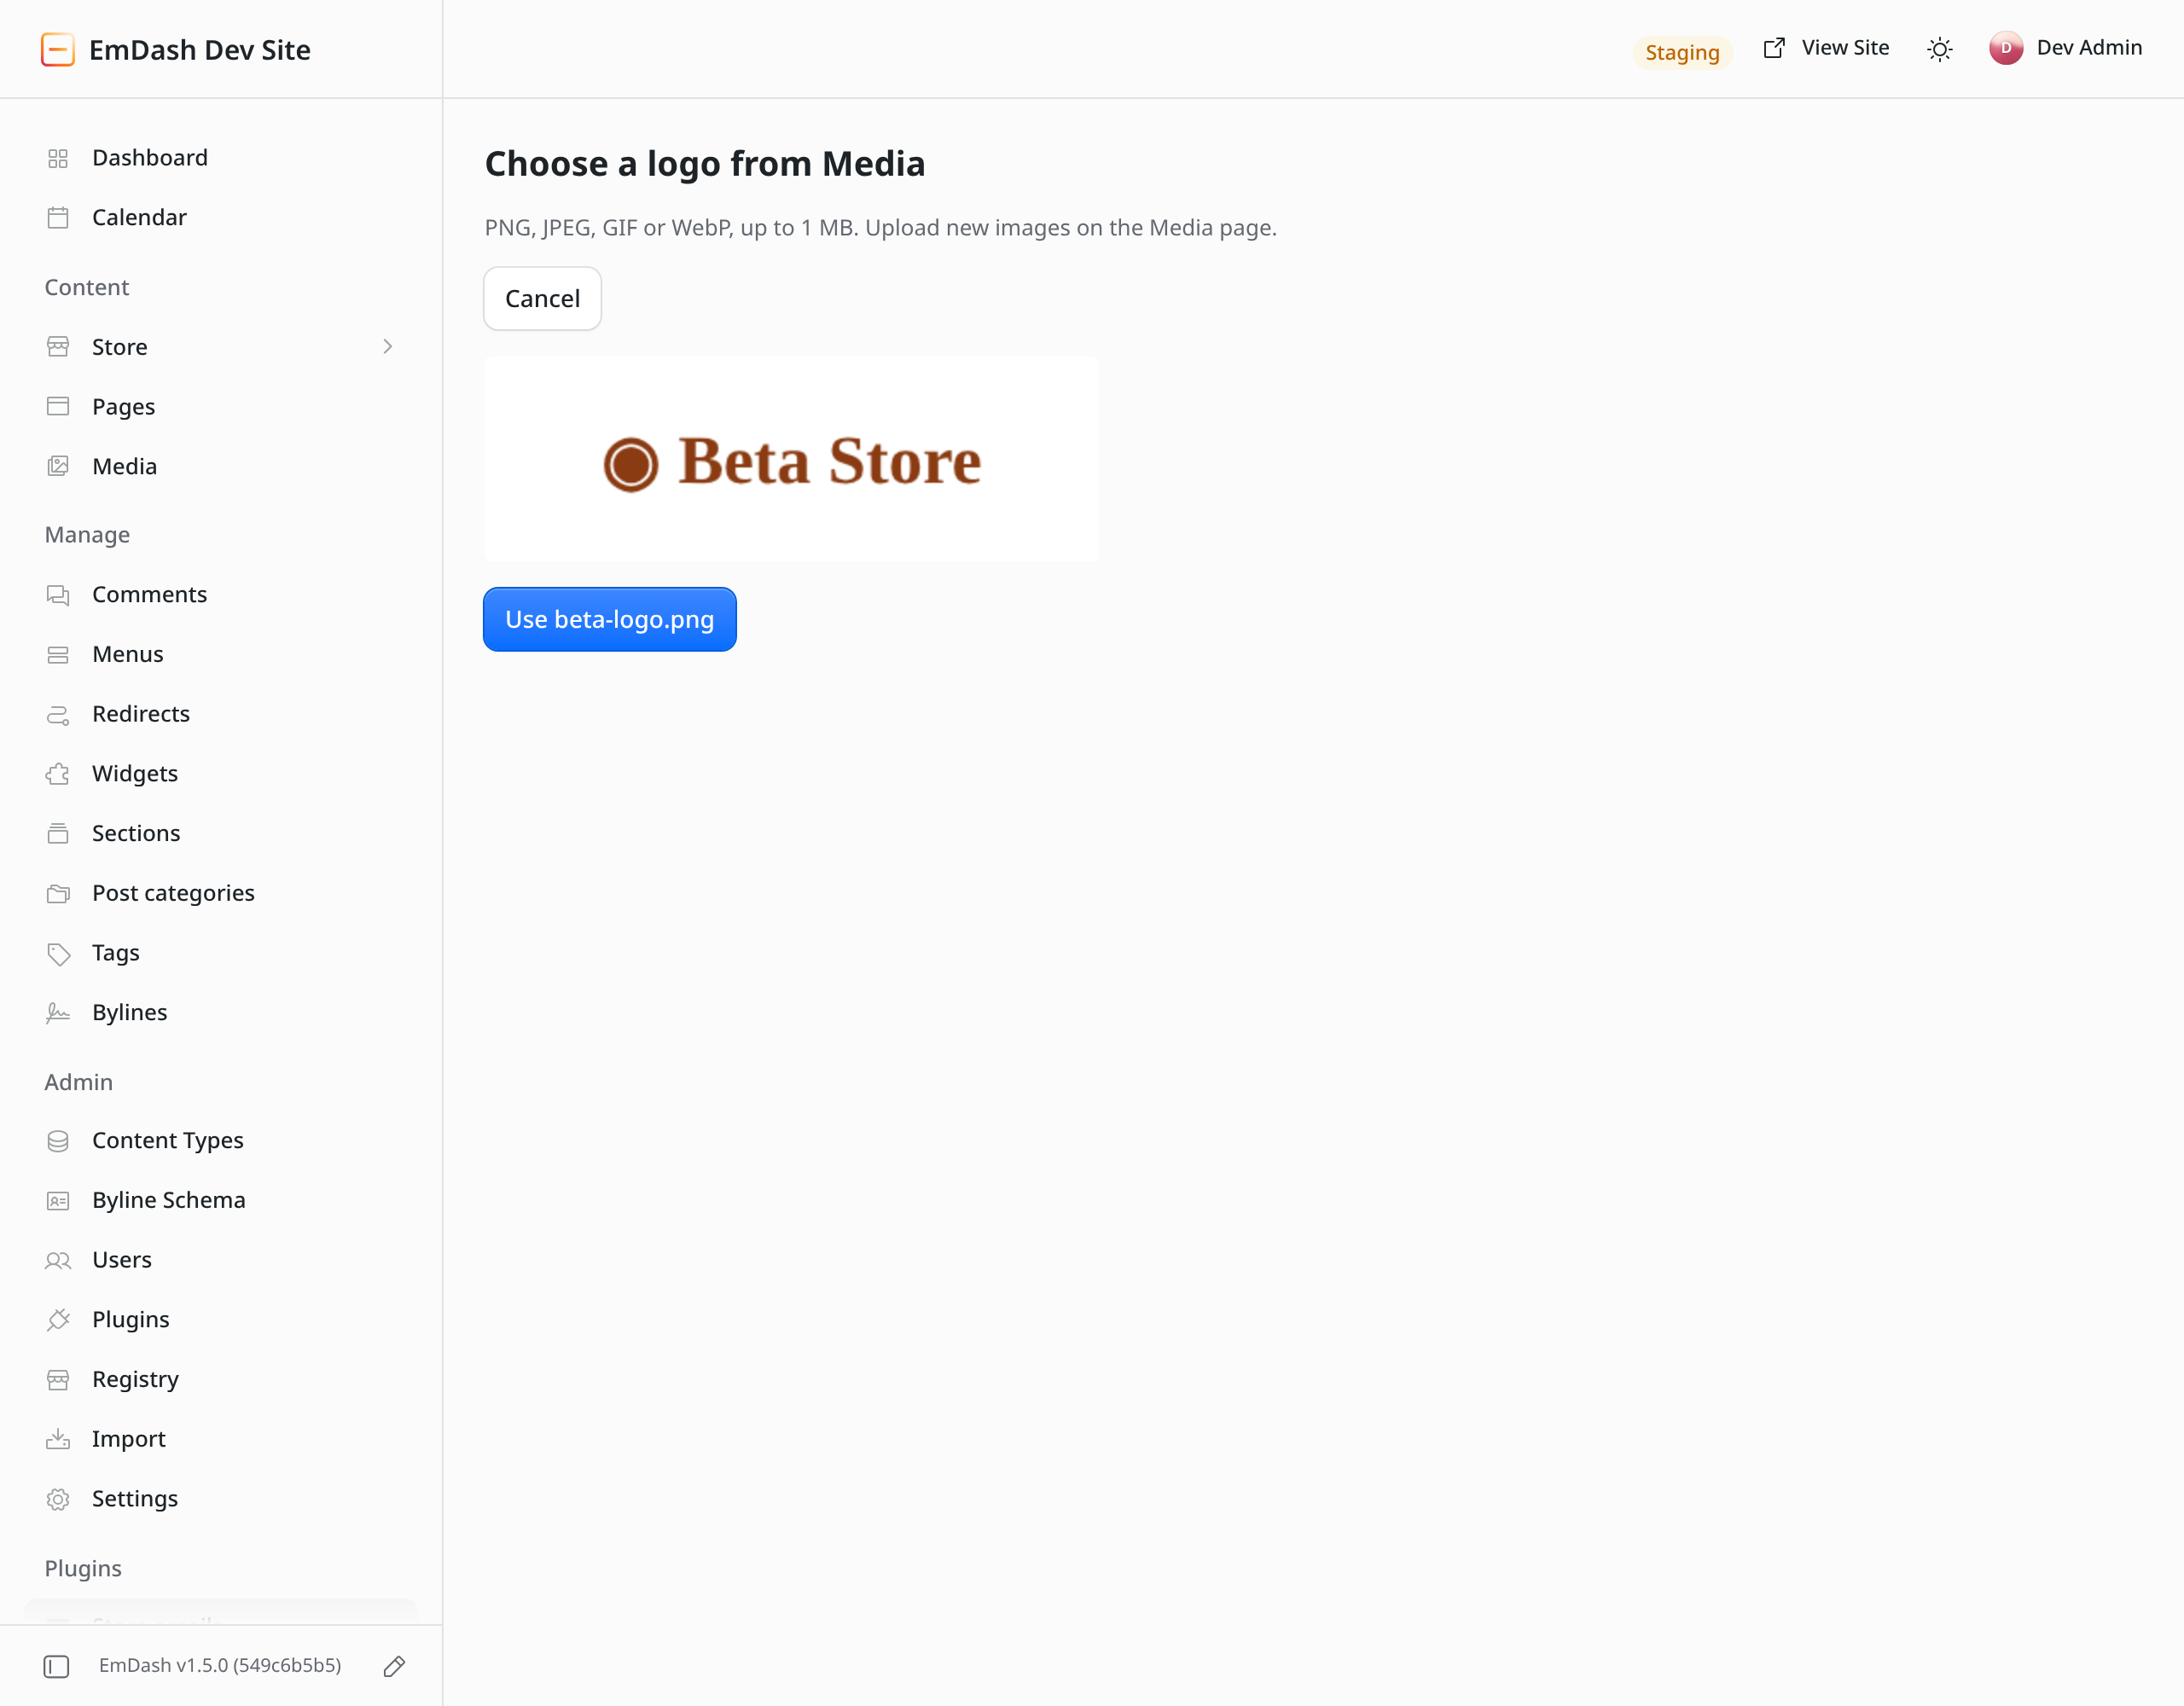 EmDash Dev Site
Staging
View Site
D
Dev Admin
Dashboard
Calendar
Content
Store
Pages
Media
Manage
Comments
Menus
Redirects
Widgets
Sections
Post categories
Tags
Bylines
Admin
Content Types
Byline Schema
Users
Plugins
Registry
Import
Settings
Plugins
EmDash v1.5.0 (549c6b5b5)
Choose a logo from Media
PNG, JPEG, GIF or WebP, up to 1 MB. Upload new images on the Media page.
Cancel
Beta Store
Use beta-logo.png